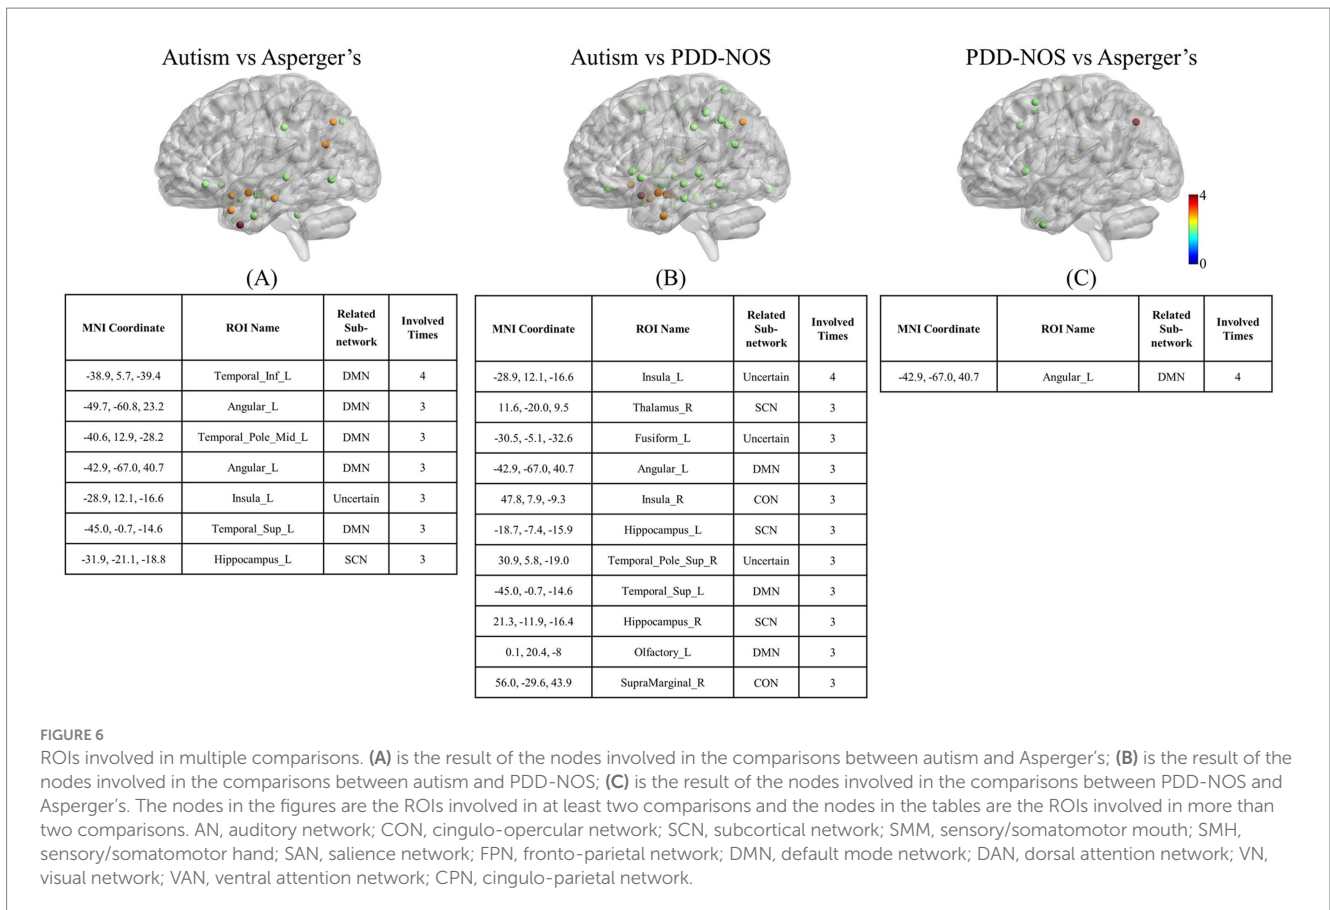 Autism vs Asperger's
Autism vs PDD-NOS
PDD-NOS vs Asperger's
4
0
(A)
(B)
(C)
MNI Coordinate ROI Name Related Sub-network Involved Times
-38.9, 5.7, -39.4 Temporal_Inf_L DMN 4
-49.7, -60.8, 23.2 Angular_L DMN 3
-40.6, 12.9, -28.2 Temporal_Pole_Mid_L DMN 3
-42.9, -67.0, 40.7 Angular_L DMN 3
-28.9, 12.1, -16.6 Insula_L Uncertain 3
-45.0, -0.7, -14.6 Temporal_Sup_L DMN 3
-31.9, -21.1, -18.8 Hippocampus_L SCN 3
MNI Coordinate ROI Name Related Sub-network Involved Times
-28.9, 12.1, -16.6 Insula_L Uncertain 4
11.6, -20.0, 9.5 Thalamus_R SCN 3
-30.5, -5.1, -32.6 Fusiform_L Uncertain 3
-42.9, -67.0, 40.7 Angular_L DMN 3
47.8, 7.9, -9.3 Insula_R CON 3
-18.7, -7.4, -15.9 Hippocampus_L SCN 3
30.9, 5.8, -19.0 Temporal_Pole_Sup_R Uncertain 3
-45.0, -0.7, -14.6 Temporal_Sup_L DMN 3
21.3, -11.9, -16.4 Hippocampus_R SCN 3
0.1, 20.4, -8 Olfactory_L DMN 3
56.0, -29.6, 43.9 SupraMarginal_R CON 3
MNI Coordinate ROI Name Related Sub-network Involved Times
-42.9, -67.0, 40.7 Angular_L DMN 4
FIGURE 6
ROIs involved in multiple comparisons. (A) is the result of the nodes involved in the comparisons between autism and Asperger's; (B) is the result of the
nodes involved in the comparisons between autism and PDD-NOS; (C) is the result of the nodes involved in the comparisons between PDD-NOS and
Asperger's. The nodes in the figures are the ROIs involved in at least two comparisons and the nodes in the tables are the ROIs involved in more than
two comparisons. AN, auditory network; CON, cingulo-opercular network; SCN, subcortical network; SMM, sensory/somatomotor mouth; SMH,
sensory/somatomotor hand; SAN, salience network; FPN, fronto-parietal network; DMN, default mode network; DAN, dorsal attention network; VN,
visual network; VAN, ventral attention network; CPN, cingulo-parietal network.